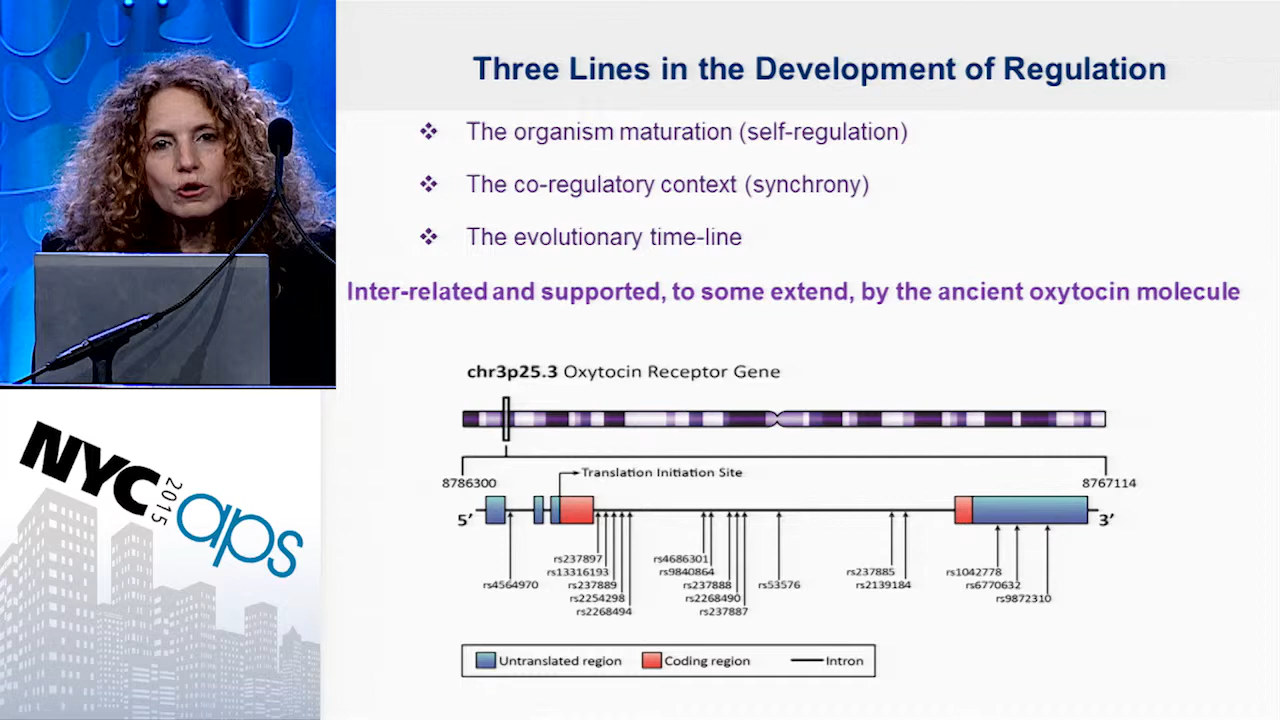 Three Lines in the Development of Regulation
❖ The organism maturation (self-regulation)
❖ The co-regulatory context (synchrony)
❖ The evolutionary time-line
Inter-related and supported, to some extend, by the ancient oxytocin molecule
chr3p25.3 Oxytocin Receptor Gene
Translation Initiation Site
8786300
8767114
5′
3′
rs4564970
rs237897
rs13316193
rs237889
rs2254298
rs2268494
rs4686301
rs9840864
rs237888
rs2268490
rs237887
rs53576
rs237885
rs2139184
rs1042778
rs6770632
rs9872310
Untranslated region
Coding region
Intron
NYC
2015
aps